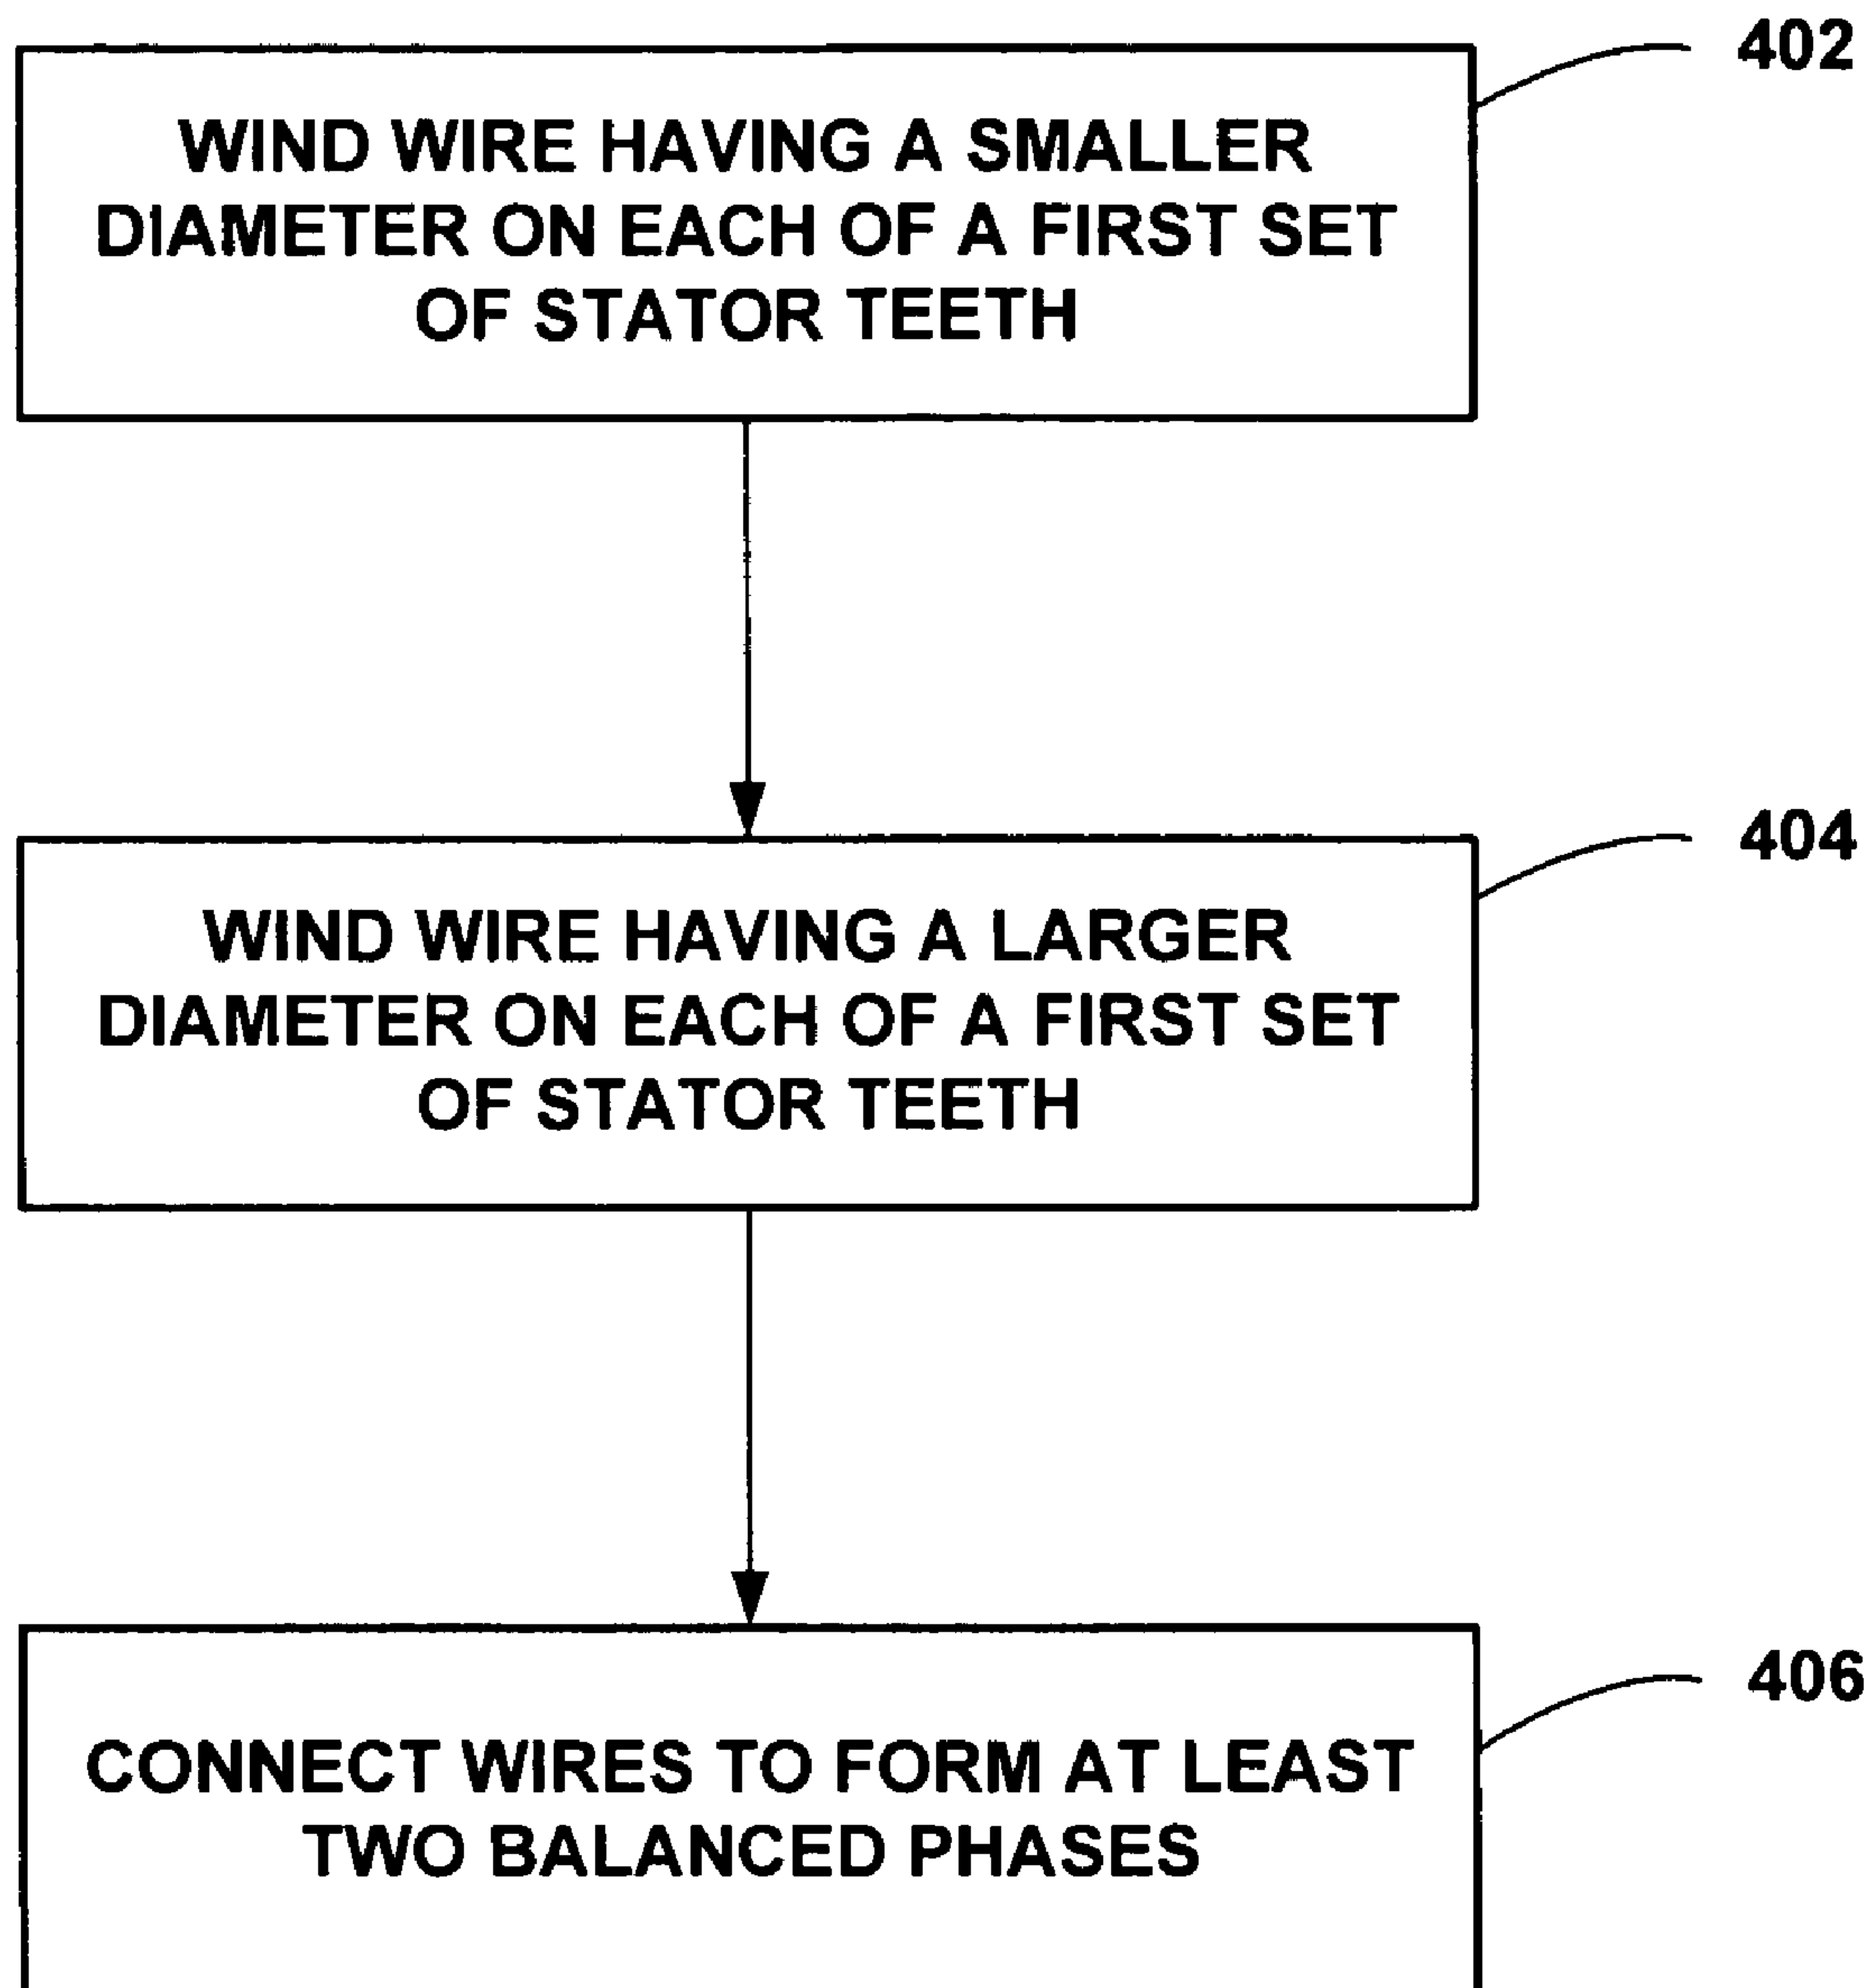 402
WIND WIRE HAVING A SMALLER
DIAMETER ON EACH OF A FIRST SET
OF STATOR TEETH
404
WIND WIRE HAVING A LARGER
DIAMETER ON EACH OF A FIRST SET
OF STATOR TEETH
406
CONNECT WIRES TO FORM AT LEAST
TWO BALANCED PHASES